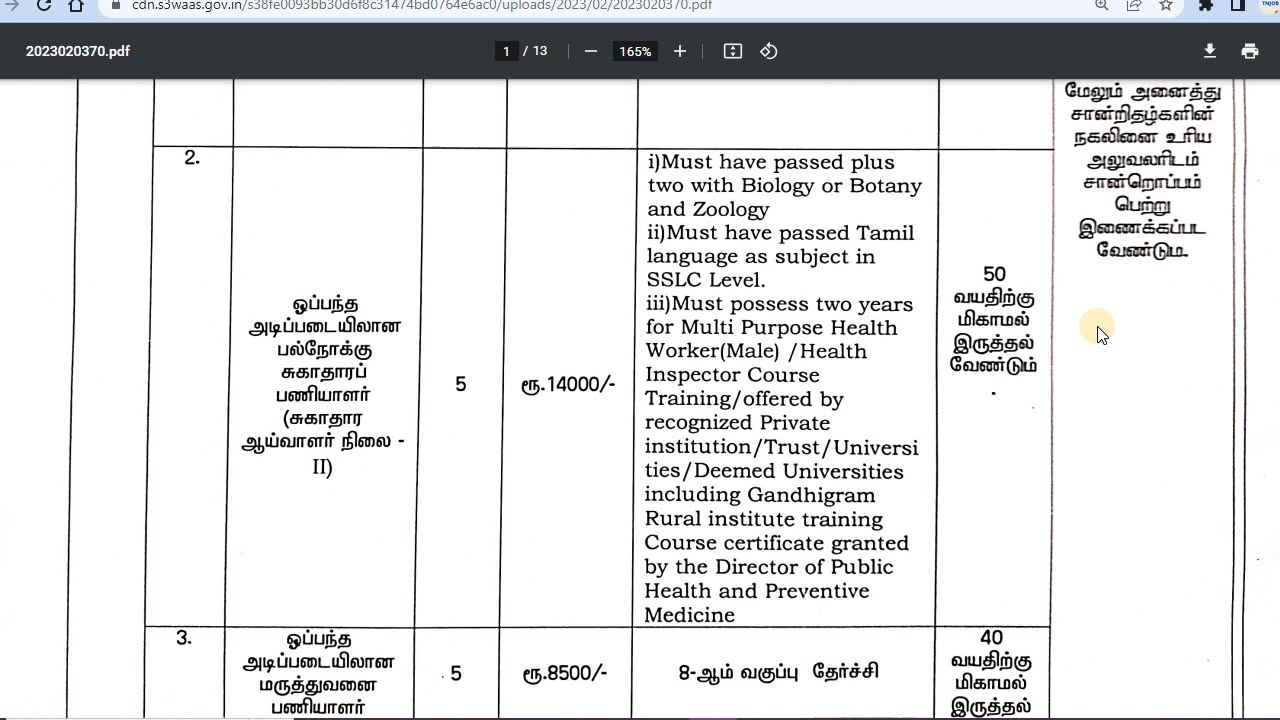 cdn.s3waas.gov.in/s38fe0093bb30d6f8c31474bd0764e6ac0/uploads/2023/02/2023020370.pdf
TNJOB
2023020370.pdf
1 / 13
165%
மேலும் அனைத்து
சான்றிதழ்களின்
நகலினை உரிய
அலுவலரிடம்
சான்றொப்பம்
பெற்று
இணைக்கப்பட
வேண்டும்.
2.
ஒப்பந்த
அடிப்படையிலான
பல்நோக்கு
சுகாதாரப்
பணியாளர்
(சுகாதார
ஆய்வாளர் நிலை -
II)
5
ரூ.14000/-
i)Must have passed plus
two with Biology or Botany
and Zoology
ii)Must have passed Tamil
language as subject in
SSLC Level.
iii)Must possess two years
for Multi Purpose Health
Worker(Male) /Health
Inspector Course
Training/offered by
recognized Private
institution/Trust/Universi
ties/Deemed Universities
including Gandhigram
Rural institute training
Course certificate granted
by the Director of Public
Health and Preventive
Medicine
50
வயதிற்கு
மிகாமல்
இருத்தல்
வேண்டும்
.
3.
ஒப்பந்த
அடிப்படையிலான
மருத்துவனை
பணியாளர்
5
ரூ.8500/-
8-ஆம் வகுப்பு தேர்ச்சி
40
வயதிற்கு
மிகாமல்
இருத்தல்